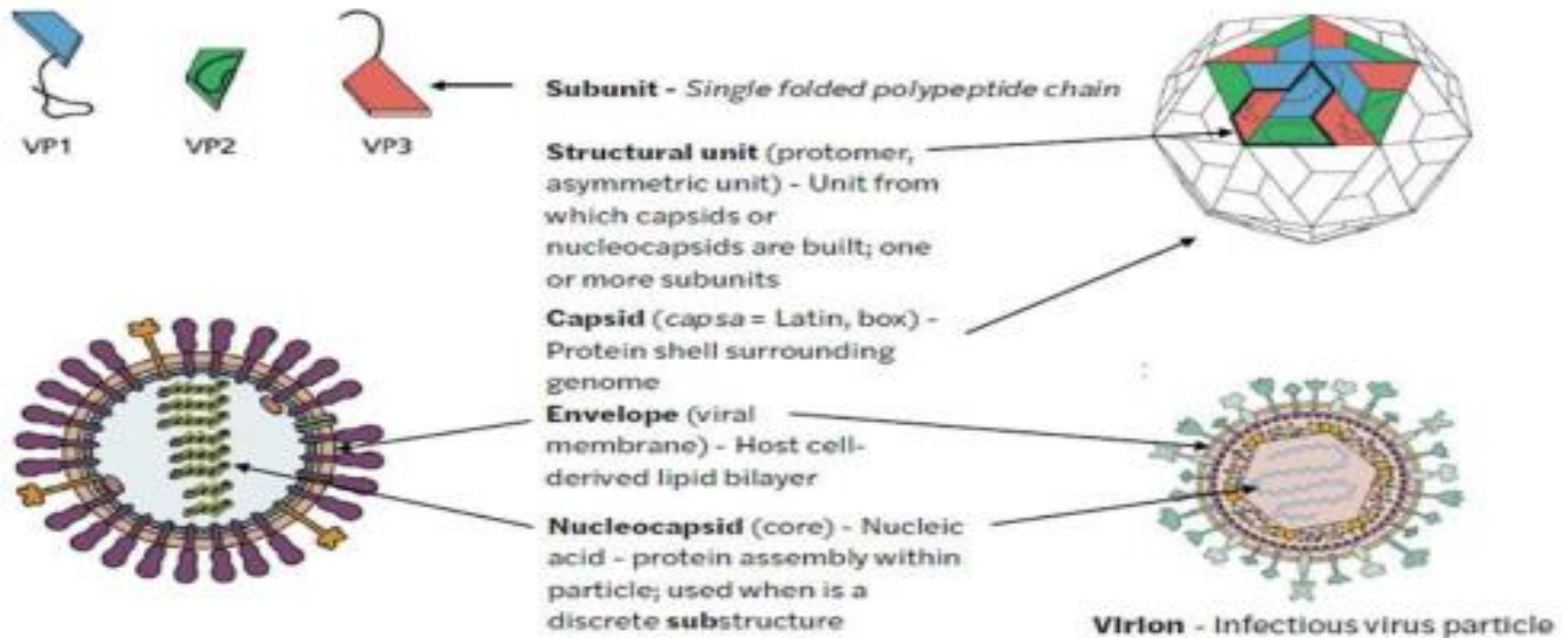 VP1
VP2
VP3
Subunit - Single folded polypeptide chain
Structural unit (protomer,
asymmetric unit) - Unit from
which capsids or
nucleocapsids are built; one
or more subunits
Capsid (capsa = Latin, box) -
Protein shell surrounding
genome
Envelope (viral
membrane) - Host cell-
derived lipid bilayer
Nucleocapsid (core) - Nucleic
acid - protein assembly within
particle; used when is a
discrete substructure
Virion - Infectious virus particle